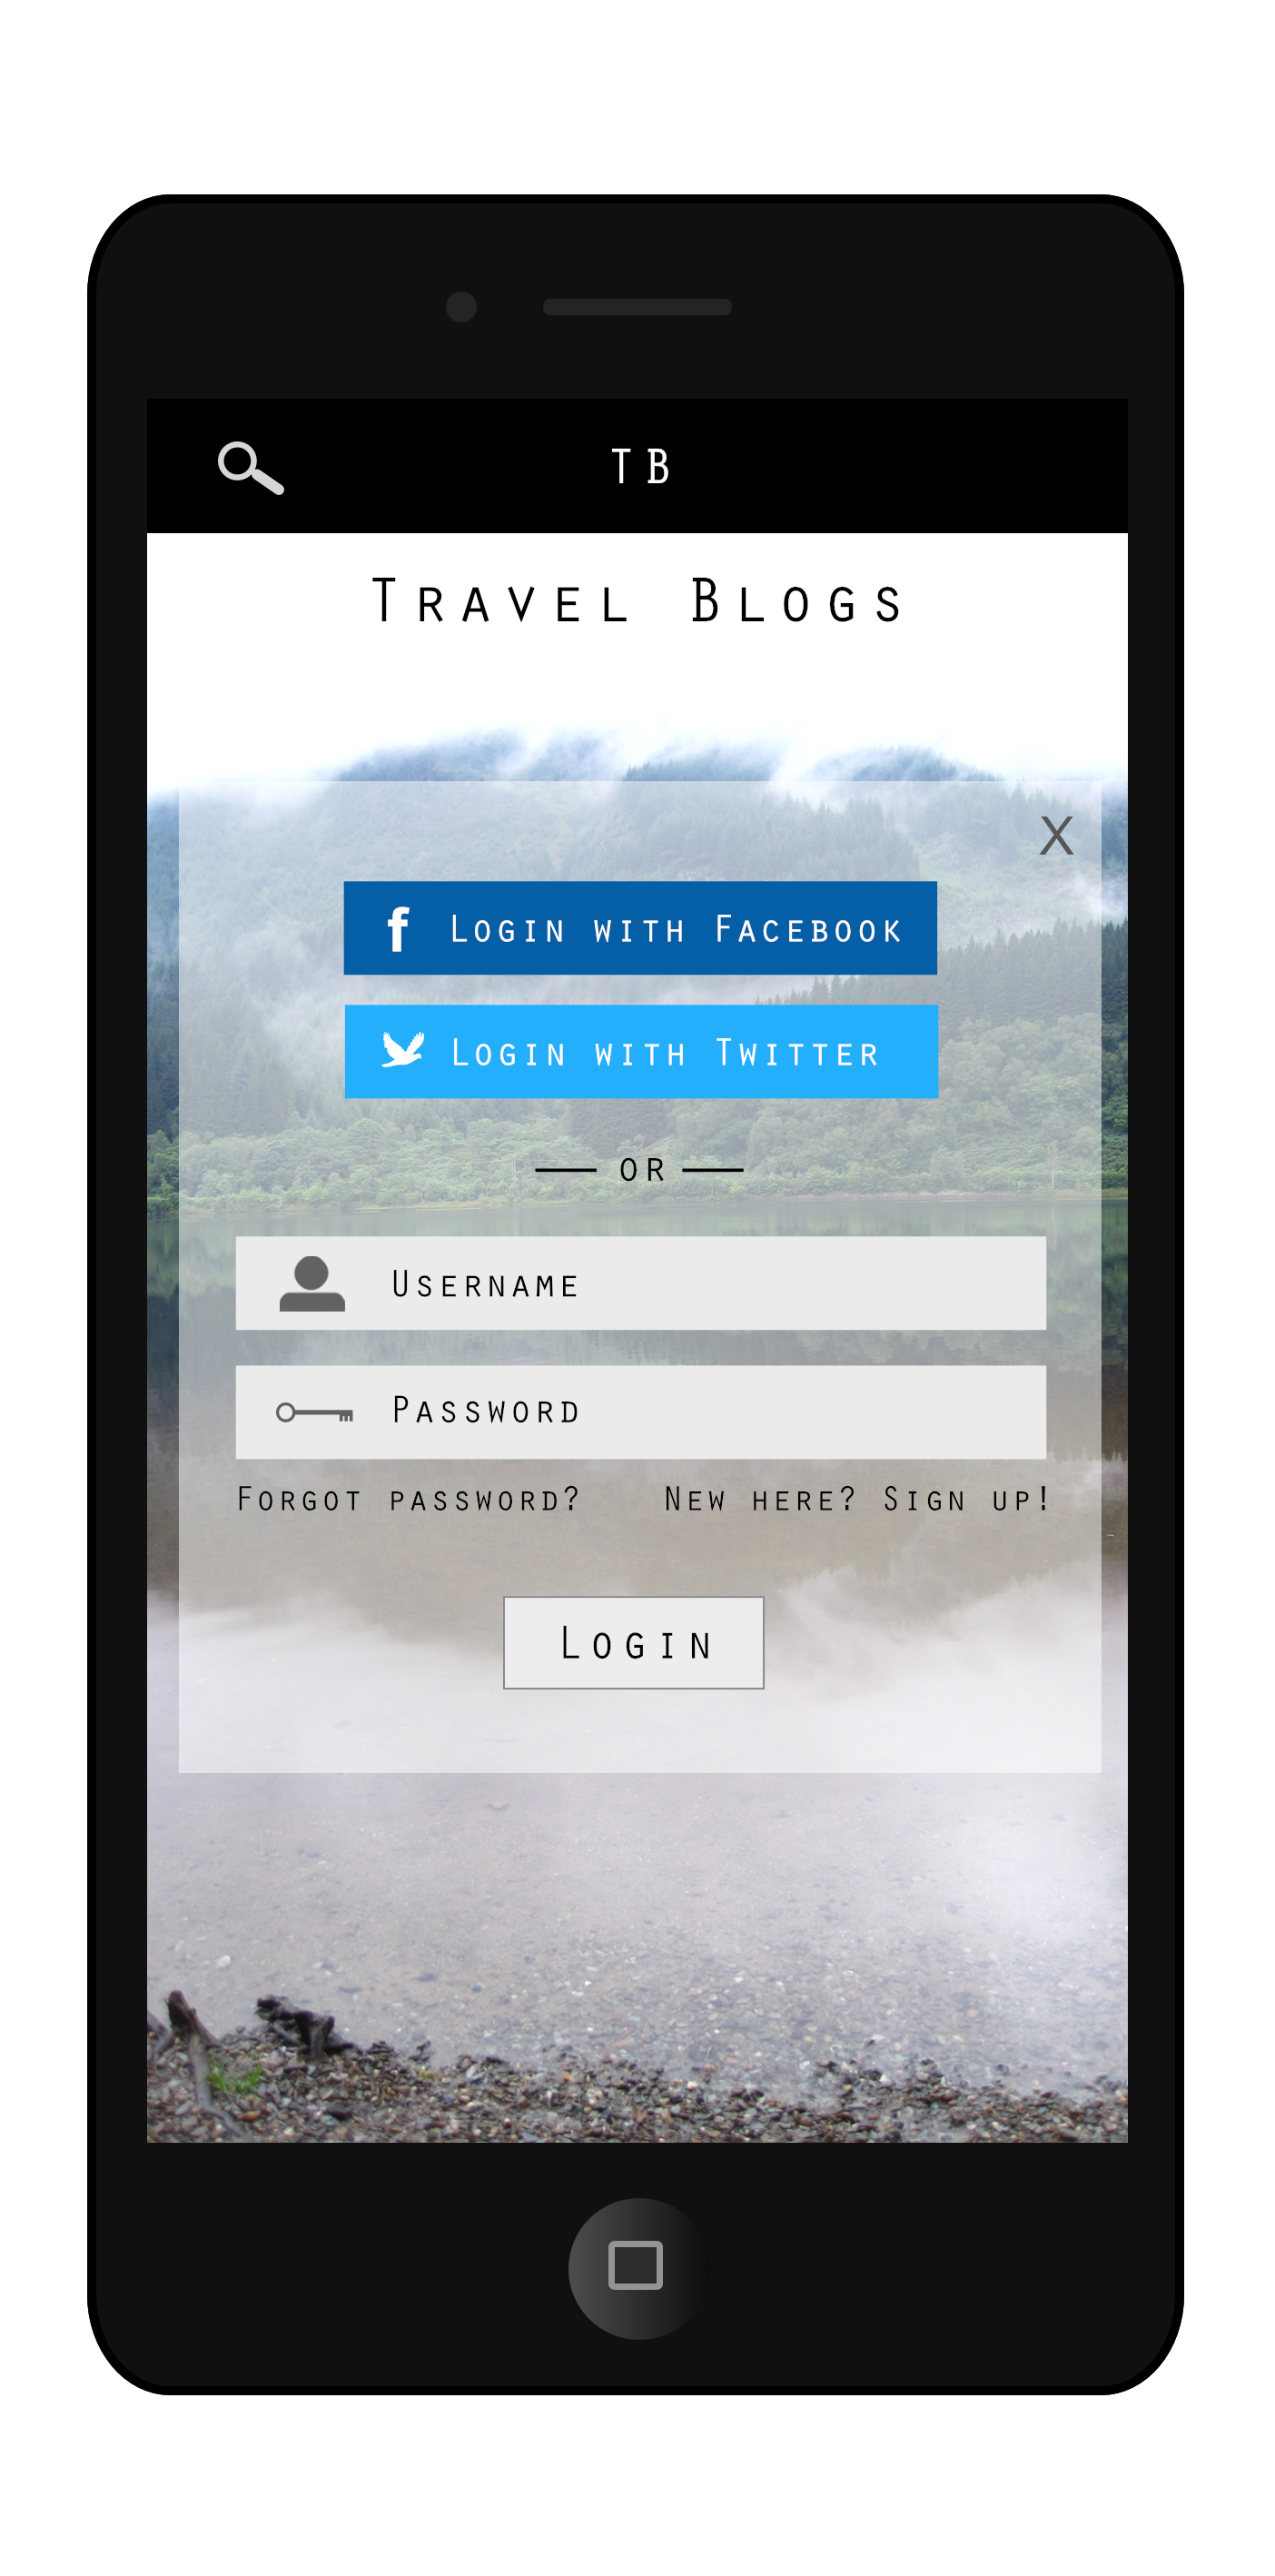 TB
Travel Blogs
X
f Login with Facebook
Login with Twitter
OR
Username
Password
Forgot password? New here? Sign up!
Login